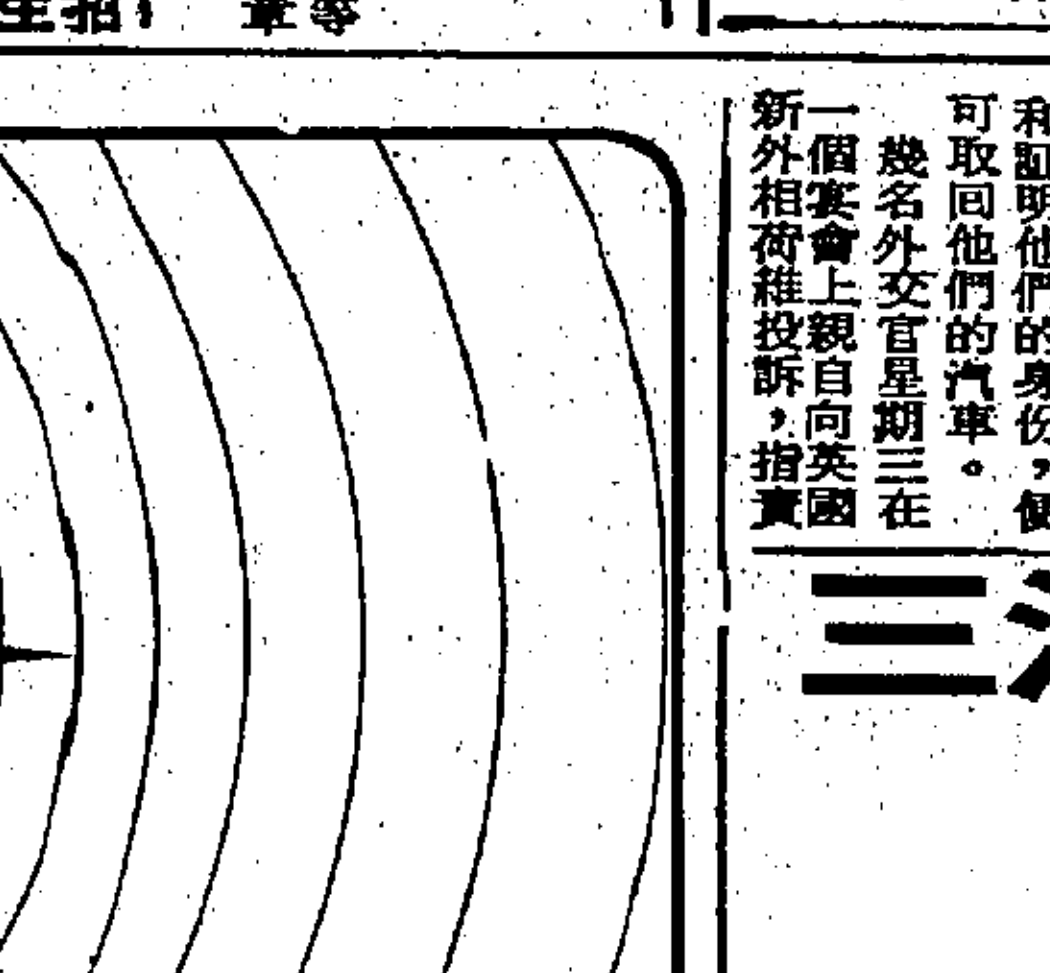 和証明他們的身份，便
可取回他們的汽車。
幾名外交官星期三在
一個宴會上親自向英國
新外相荷維投訴，指責
三